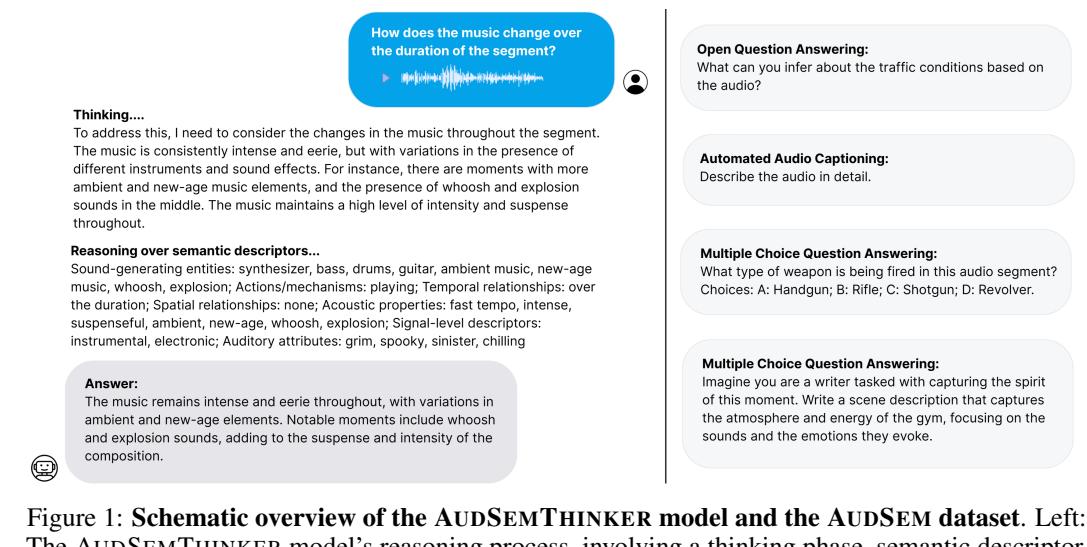 How does the music change over
the duration of the segment?
Thinking....
To address this, I need to consider the changes in the music throughout the segment.
The music is consistently intense and eerie, but with variations in the presence of
different instruments and sound effects. For instance, there are moments with more
ambient and new-age music elements, and the presence of whoosh and explosion
sounds in the middle. The music maintains a high level of intensity and suspense
throughout.
Reasoning over semantic descriptors...
Sound-generating entities: synthesizer, bass, drums, guitar, ambient music, new-age
music, whoosh, explosion; Actions/mechanisms: playing; Temporal relationships: over
the duration; Spatial relationships: none; Acoustic properties: fast tempo, intense,
suspenseful, ambient, new-age, whoosh, explosion; Signal-level descriptors:
instrumental, electronic; Auditory attributes: grim, spooky, sinister, chilling
Answer:
The music remains intense and eerie throughout, with variations in
ambient and new-age elements. Notable moments include whoosh
and explosion sounds, adding to the suspense and intensity of the
composition.
Open Question Answering:
What can you infer about the traffic conditions based on
the audio?
Automated Audio Captioning:
Describe the audio in detail.
Multiple Choice Question Answering:
What type of weapon is being fired in this audio segment?
Choices: A: Handgun; B: Rifle; C: Shotgun; D: Revolver.
Multiple Choice Question Answering:
Imagine you are a writer tasked with capturing the spirit
of this moment. Write a scene description that captures
the atmosphere and energy of the gym, focusing on the
sounds and the emotions they evoke.
Figure 1: Schematic overview of the AUDSEMTHINKER model and the AUDSEM dataset. Left:
The AUDSEMTHINKER model's reasoning process, involving a thinking phase, semantic descriptor